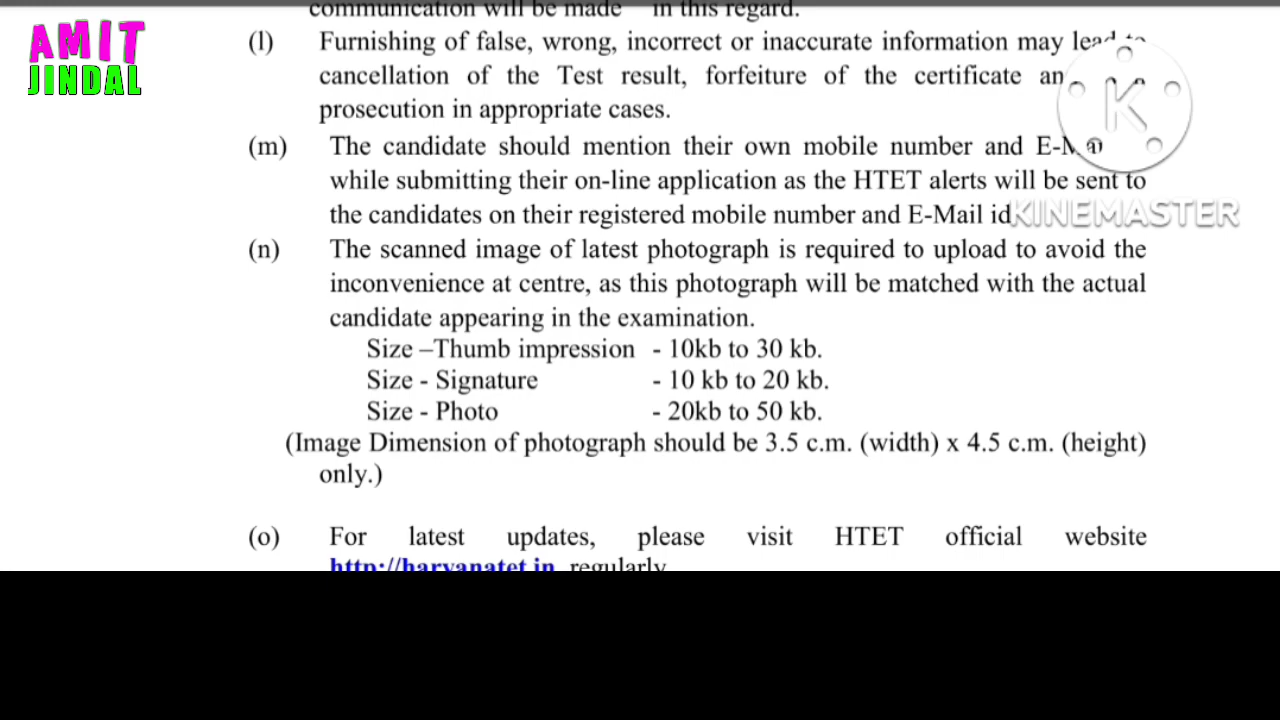 communication will be made in this regard.
AMIT
JINDAL
(l) Furnishing of false, wrong, incorrect or inaccurate information may lead to
cancellation of the Test result, forfeiture of the certificate
prosecution in appropriate cases.
(m) The candidate should mention their own mobile number and
while submitting their on-line application as the HTET alerts will be sent to
the candidates on their registered mobile number and E-Mail id
KINEMASTER
(n) The scanned image of latest photograph is required to upload to avoid the
inconvenience at centre, as this photograph will be matched with the actual
candidate appearing in the examination.
Size –Thumb impression - 10kb to 30 kb.
Size - Signature - 10 kb to 20 kb.
Size - Photo - 20kb to 50 kb.
(Image Dimension of photograph should be 3.5 c.m. (width) x 4.5 c.m. (height)
only.)
(o) For latest updates, please visit HTET official website
http://haryanatet.in regularly